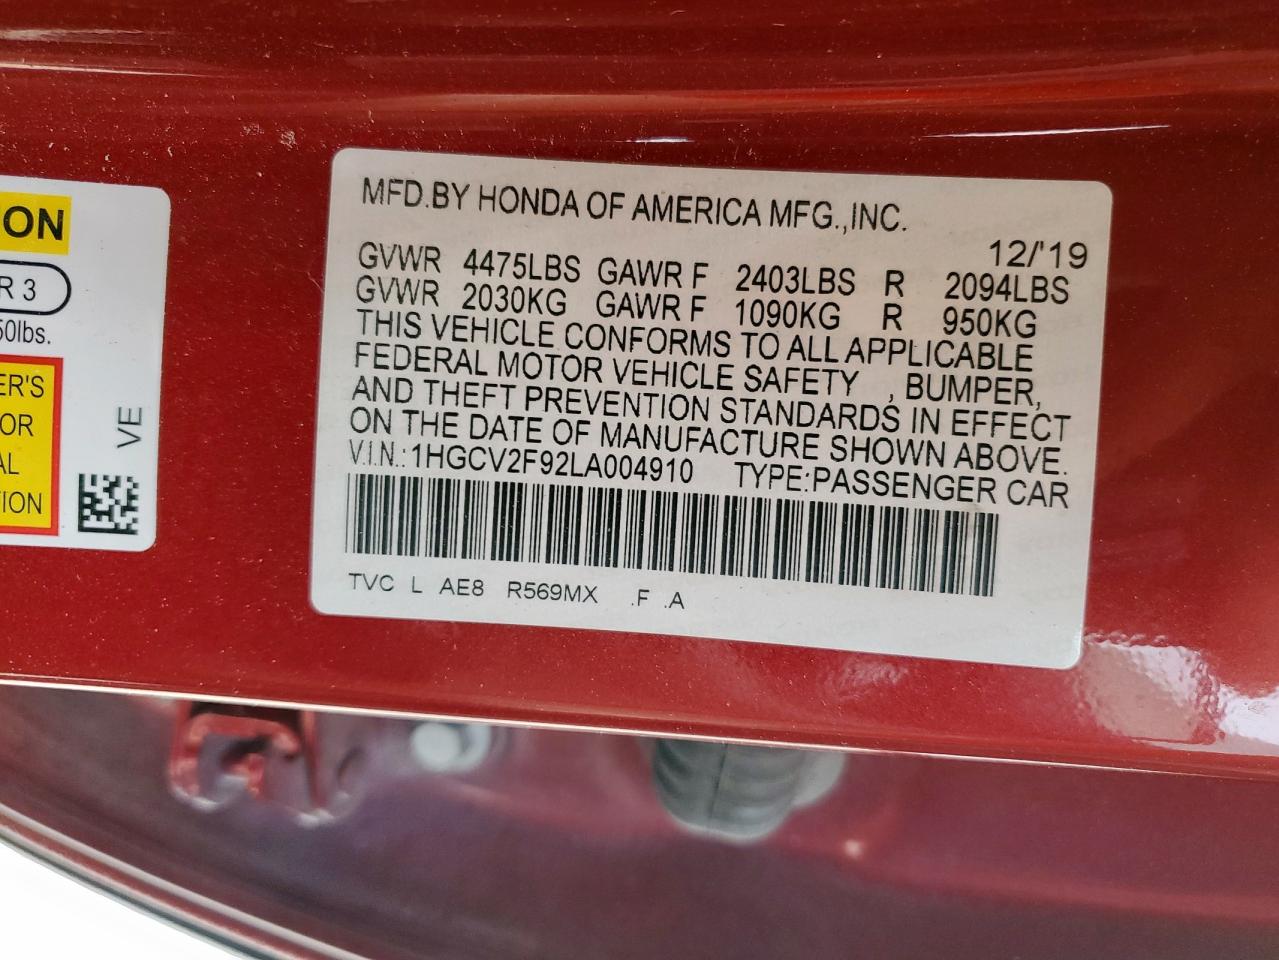 ON
R 3
50lbs.
ER'S
OR
AL
TION
VE
MFD.BY HONDA OF AMERICA MFG.,INC.
12/'19
GVWR 4475LBS GAWR F 2403LBS R 2094LBS
GVWR 2030KG GAWR F 1090KG R 950KG
THIS VEHICLE CONFORMS TO ALL APPLICABLE
FEDERAL MOTOR VEHICLE SAFETY , BUMPER,
AND THEFT PREVENTION STANDARDS IN EFFECT
ON THE DATE OF MANUFACTURE SHOWN ABOVE.
V.I.N.:1HGCV2F92LA004910 TYPE:PASSENGER CAR
TVC L AE8 R569MX .F .A